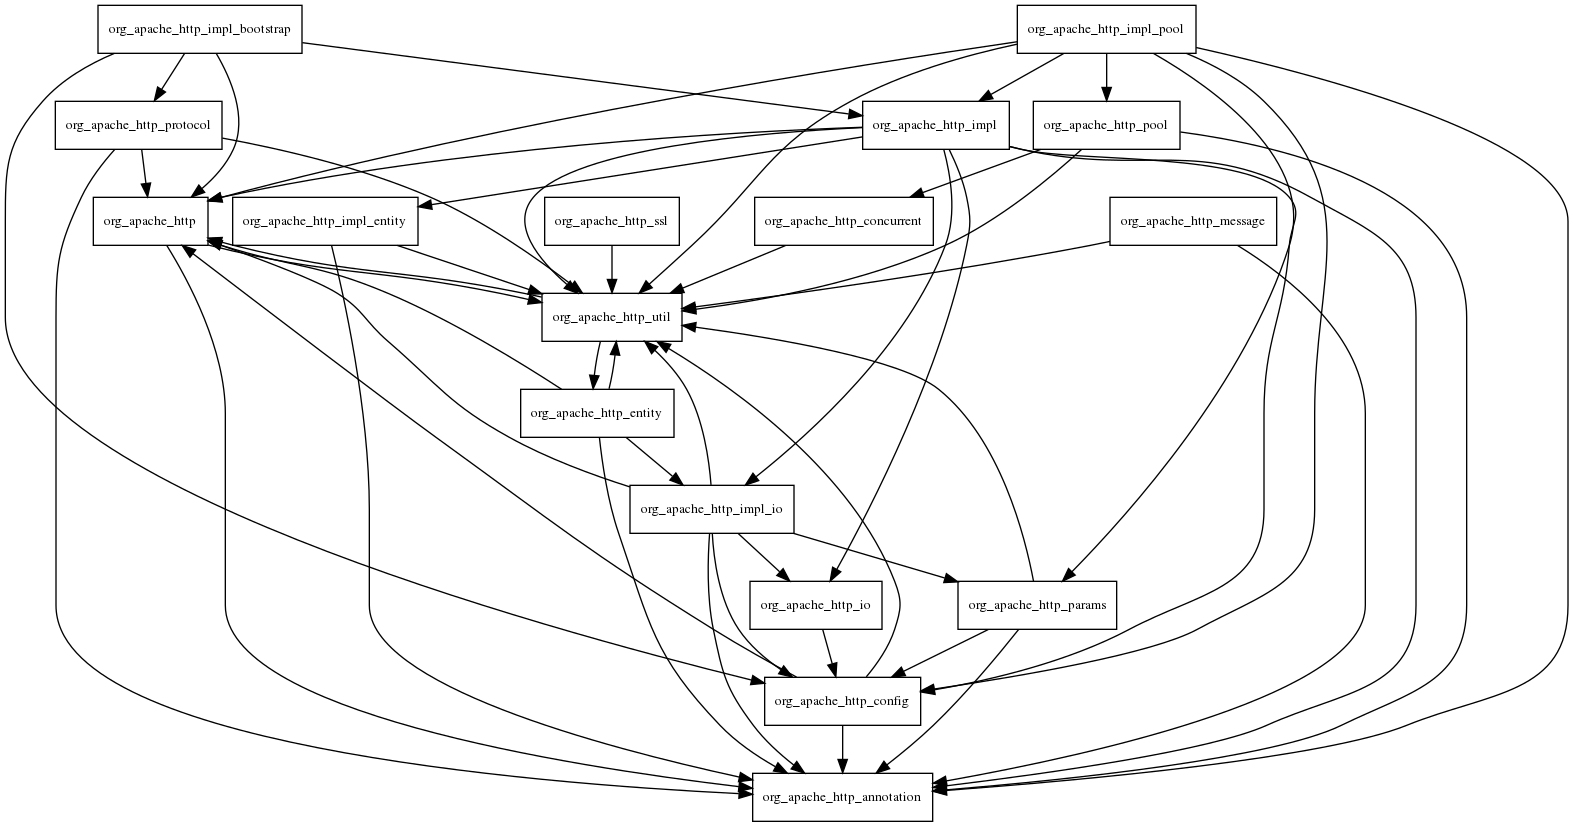 org_apache_http_impl_bootstrap
org_apache_http_impl_pool
org_apache_http_protocol
org_apache_http_impl
org_apache_http_pool
org_apache_http
org_apache_http_impl_entity
org_apache_http_ssl
org_apache_http_concurrent
org_apache_http_message
org_apache_http_util
org_apache_http_entity
org_apache_http_impl_io
org_apache_http_io
org_apache_http_params
org_apache_http_config
org_apache_http_annotation